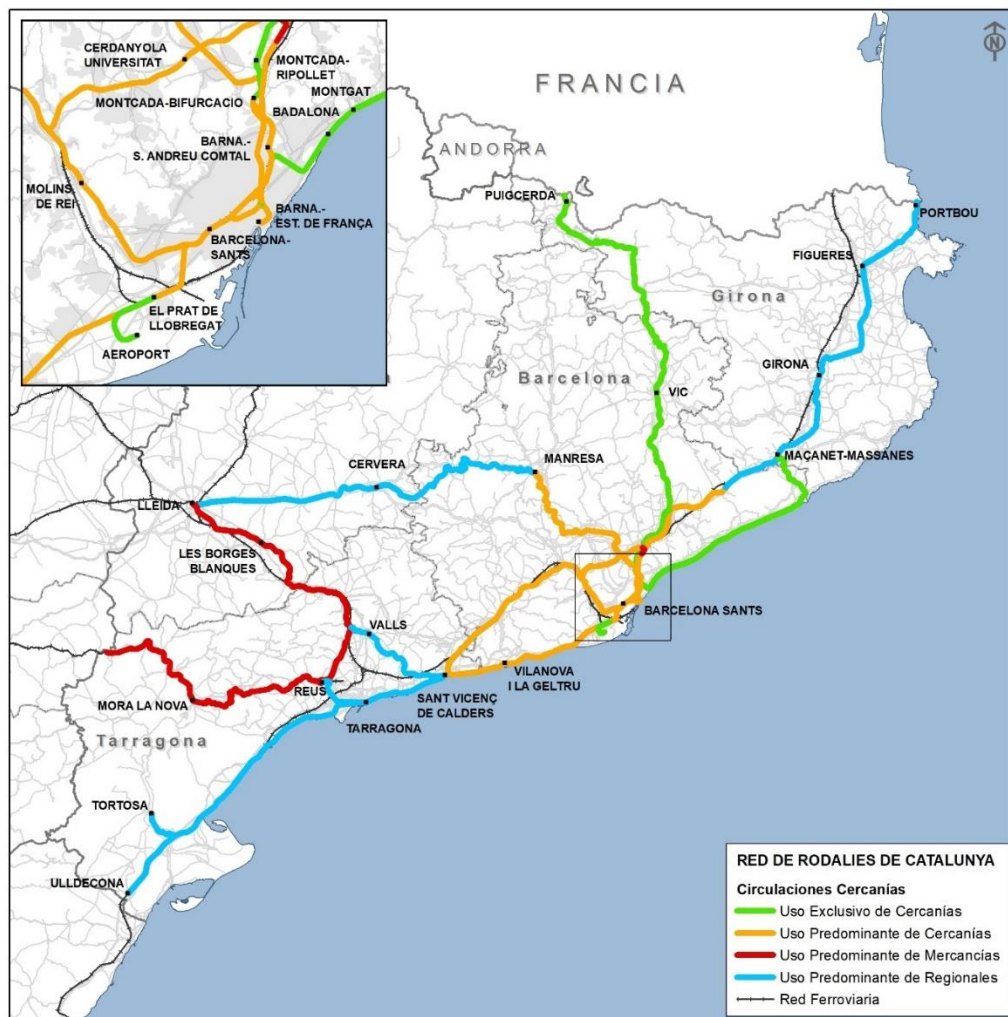 CERDANYOLA
UNIVERSITAT
MONTCADA-
RIPOLLET
MONTGAT
MONTCADA-BIFURCACIO
BADALONA
BARNA.-
S. ANDREU COMTAL
MOLINS
DE REI
BARNA.-
EST. DE FRANÇA
BARCELONA-
SANTS
EL PRAT DE
LLOBREGAT
AEROPORT
N
FRANCIA
ANDORRA
PUIGCERDA
PORTBOU
FIGUERES
Girona
GIRONA
Barcelona
VIC
MAÇANET-MASSANES
MANRESA
CERVERA
LLEIDA
LES BORGES
BLANQUES
BARCELONA SANTS
VALLS
VILANOVA
I LA GELTRU
REUS
SANT VICENÇ
DE CALDERS
MORA LA NOVA
TARRAGONA
Tarragona
TORTOSA
ULLDECONA
RED DE RODALIES DE CATALUNYA
Circulaciones Cercanías
Uso Exclusivo de Cercanías
Uso Predominante de Cercanías
Uso Predominante de Mercancías
Uso Predominante de Regionales
Red Ferroviaria